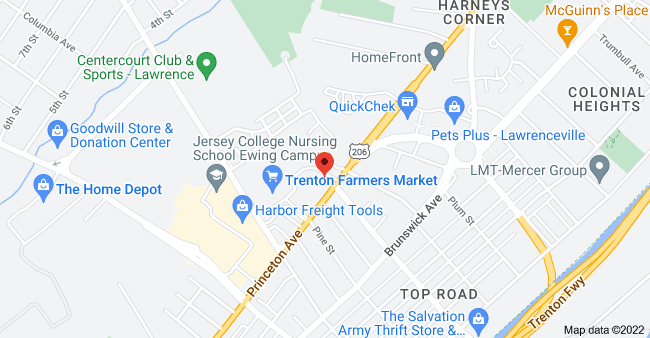 HARNEYS
CORNER
McGuinn's Place
4th St
Columbia Ave
7th St
Trumbull Ave
Centercourt Club &
Sports - Lawrence
HomeFront
5th St
6th St
COLONIAL
HEIGHTS
QuickChek
Goodwill Store &
Donation Center
Pets Plus - Lawrenceville
Jersey College Nursing
School Ewing Camp
206
LMT-Mercer Group
The Home Depot
Trenton Farmers Market
Harbor Freight Tools
Plum St
Brunswick Ave
Pine St
Princeton Ave
TOP ROAD
Trenton Fwy
The Salvation
Army Thrift Store &...
Map data ©2022